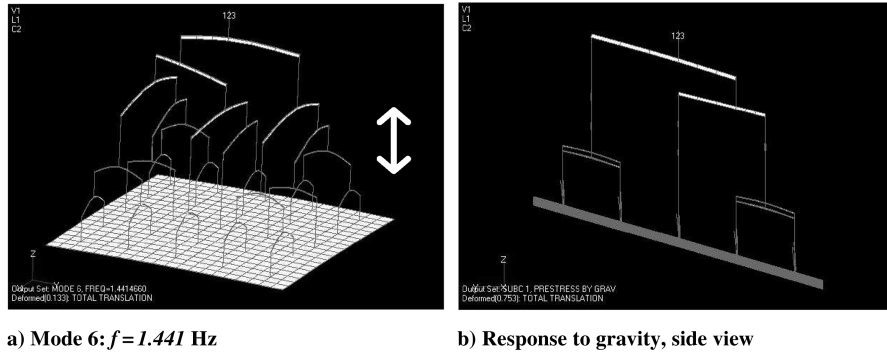 V1
L1
C2
123
Z
Y
Output Set: MODE 6, FREQ=1.4414660
Deformed(0.133): TOTAL TRANSLATION
a) Mode 6: f = 1.441 Hz
V1
L1
C2
123
Z
Output Set: SUBC 1, PRESTRESS BY GRAV
Deformed(0.753): TOTAL TRANSLATION
b) Response to gravity, side view